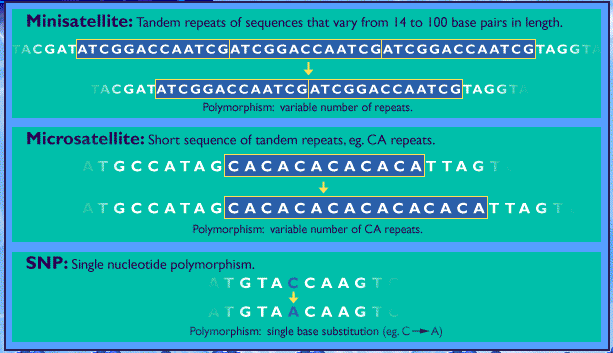 Minisatellite: Tandem repeats of sequences that vary from 14 to 100 base pairs in length.
TACGATATCGGACCAATCGATCGGACCAATCGATCGGACCAATCGTAGGTA
TACGATATCGGACCAATCGATCGGACCAATCGTAGGTA
Polymorphism: variable number of repeats.
Microsatellite: Short sequence of tandem repeats, eg. CA repeats.
ATGCCATAGCACACACACACATTAGT
ATGCCATAGCACACACACACACACATTAGT
Polymorphism: variable number of CA repeats.
SNP: Single nucleotide polymorphism.
ATGTACCAAGTC
ATGTAACAAGTC
Polymorphism: single base substitution (eg. C→A)